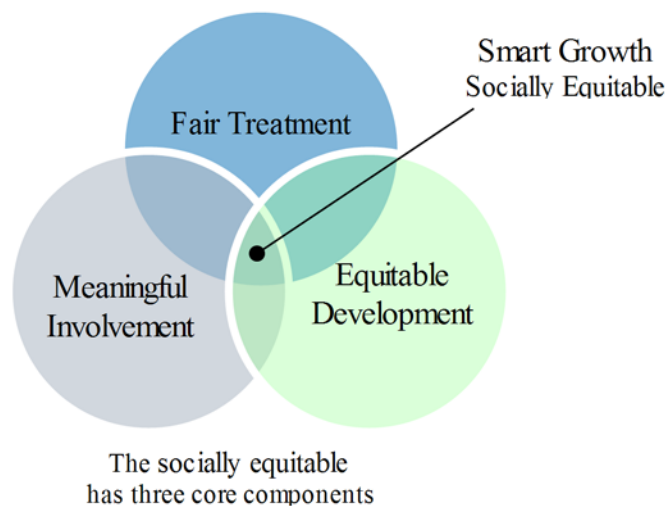 Smart Growth
Socially Equitable
Fair Treatment
Meaningful
Involvement
Equitable
Development
The socially equitable
has three core components